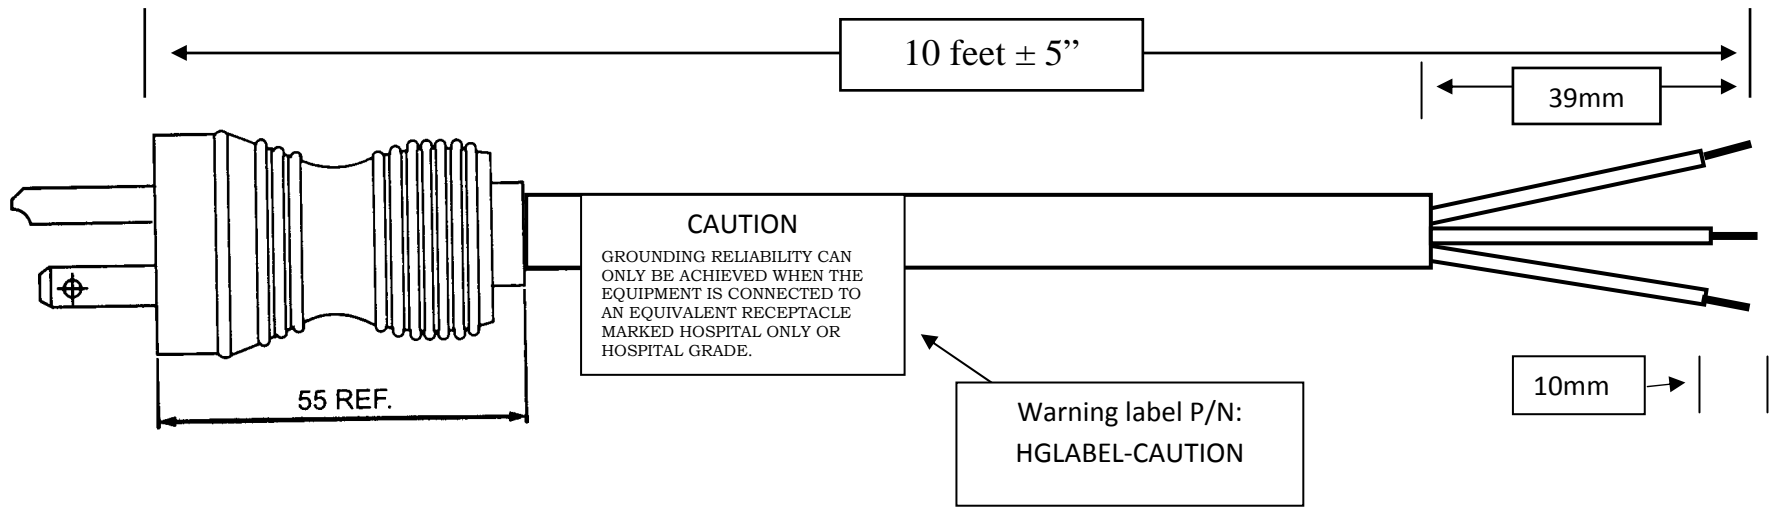 10 feet ± 5”
39mm
CAUTION
GROUNDING RELIABILITY CAN
ONLY BE ACHIEVED WHEN THE
EQUIPMENT IS CONNECTED TO
AN EQUIVALENT RECEPTACLE
MARKED HOSPITAL ONLY OR
HOSPITAL GRADE.
55 REF.
10mm
Warning label P/N:
HGLABEL-CAUTION